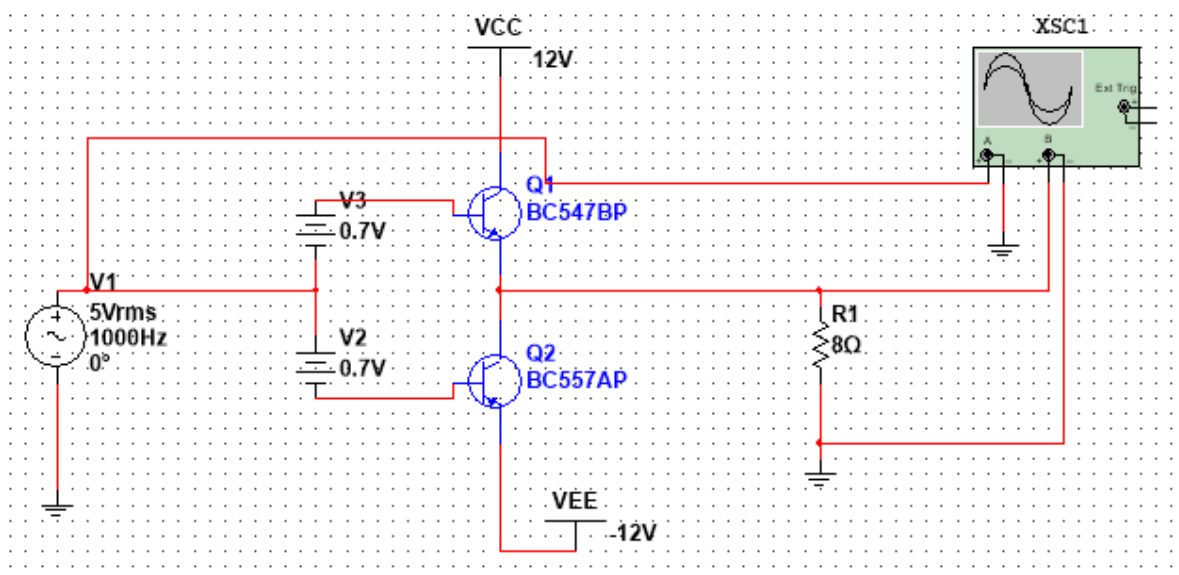 VCC
12V
XSC1
Ext Trig
+
-
A
B
+ -
+ -
Q1
BC547BP
V3
0.7V
V1
5Vrms
1000Hz
0°
V2
0.7V
Q2
BC557AP
R1
8Ω
VEE
-12V